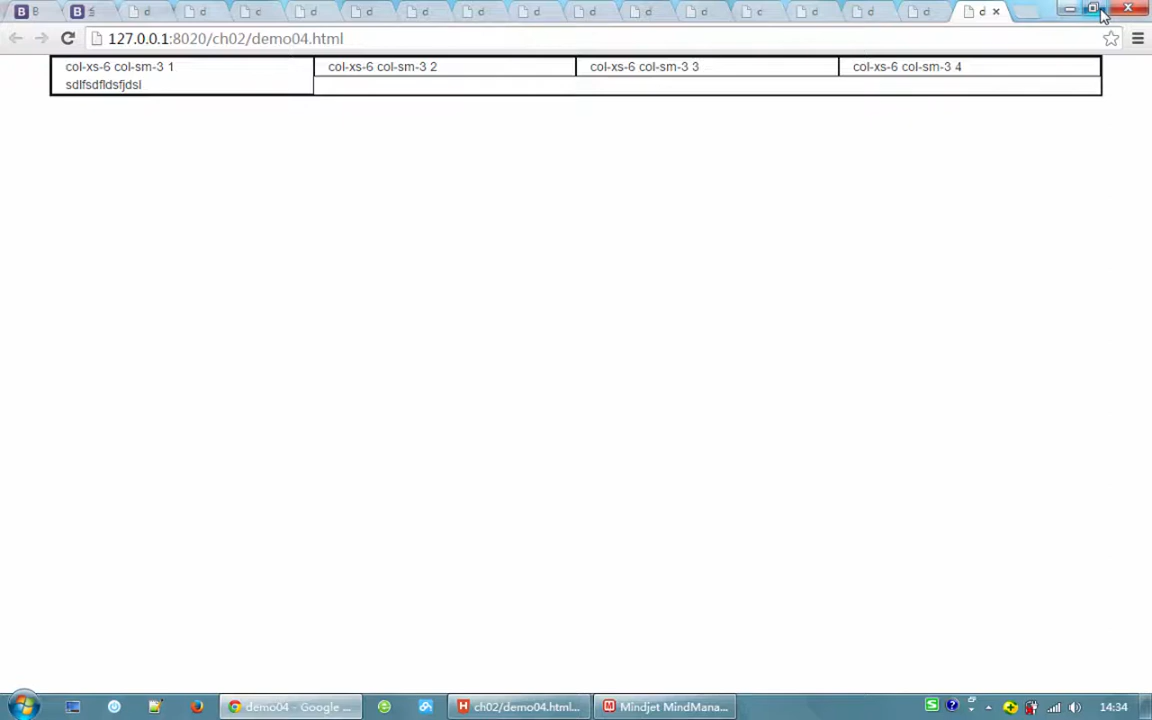 B B
B
d d c d d d d d d d d c d d d d ×
127.0.0.1:8020/ch02/demo04.html
col-xs-6 col-sm-3 1 col-xs-6 col-sm-3 2 col-xs-6 col-sm-3 3 col-xs-6 col-sm-3 4
sdlfsdfldsfjdsl
demo04 - Google ... H ch02/demo04.html... M Mindjet MindMana... S ? 14:34